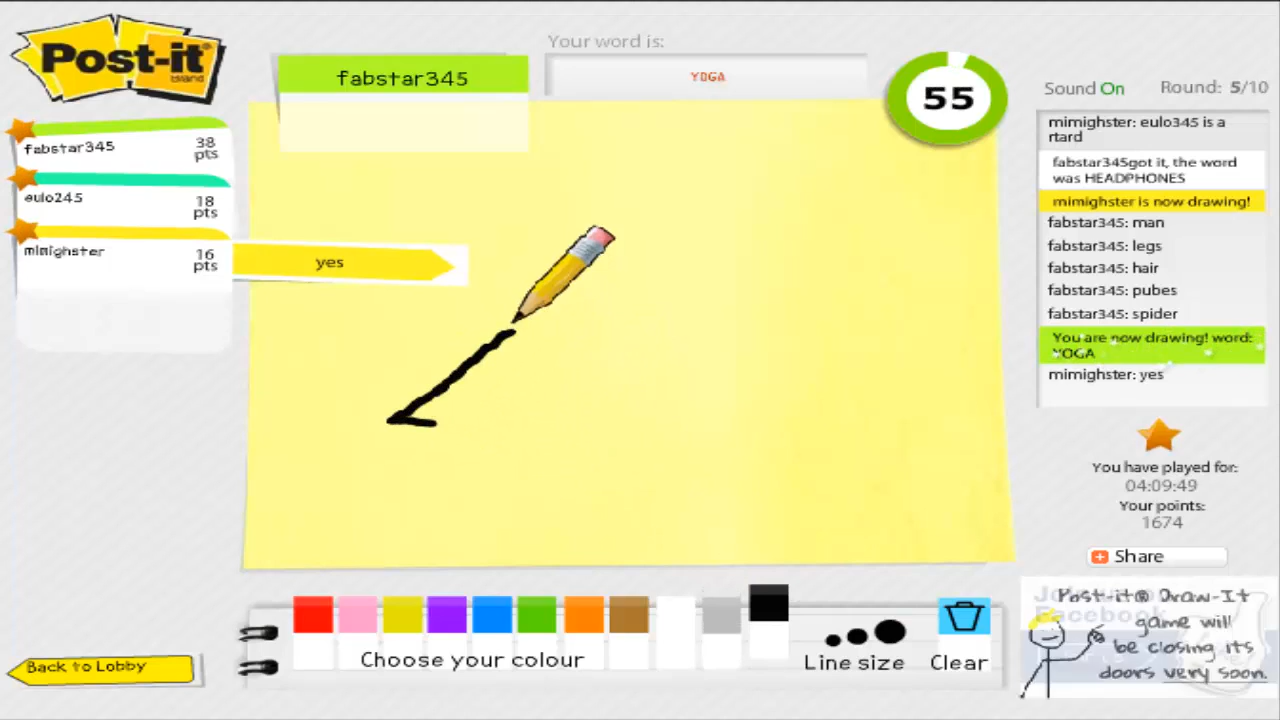 Post-it®
Island
fabstar345
Your word is:
YOGA
55
Sound On
Round: 5/10
fabstar345
38
pts
eulo245
18
pts
mimighster
16
pts
yes
mimighster: eulo345 is a
rtard
fabstar345got it, the word
was HEADPHONES
mimighster is now drawing!
fabstar345: man
fabstar345: legs
fabstar345: hair
fabstar345: pubes
fabstar345: spider
You are now drawing! word:
YOGA
mimighster: yes
You have played for:
04:09:49
Your points:
1674
Share
Post-it® Draw-It
game will
be closing its
doors very soon.
Facebook
Choose your colour
Line size
Clear
Back to Lobby